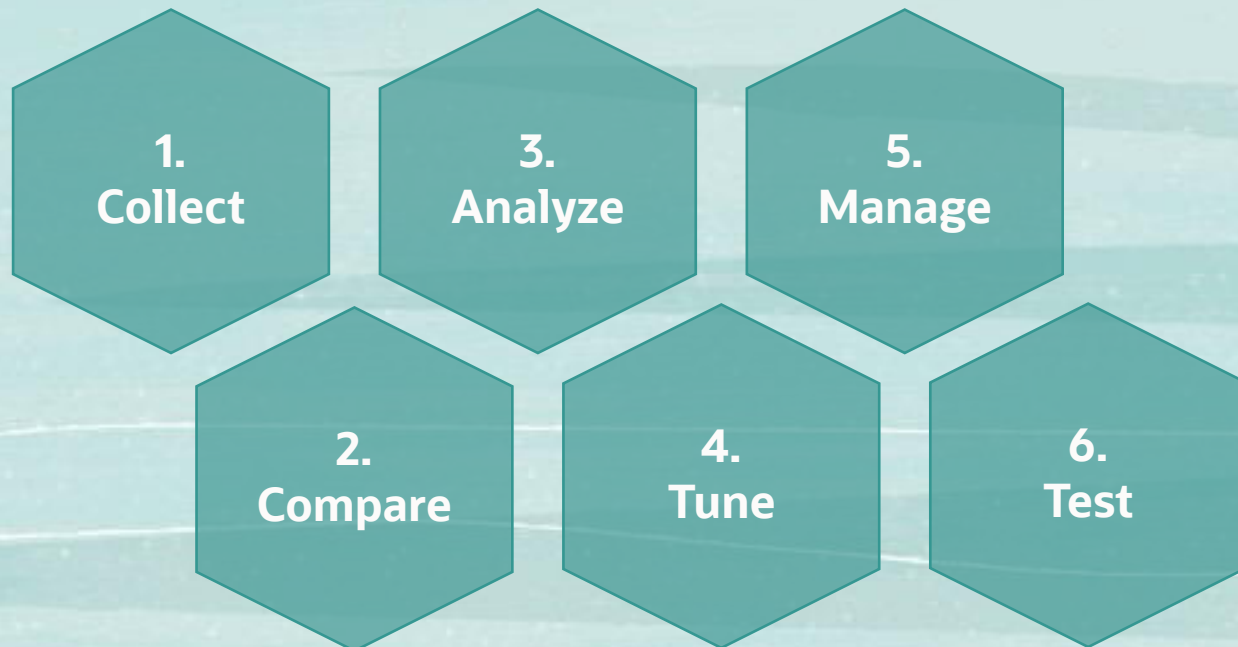 1.
Collect
2.
Compare
3.
Analyze
4.
Tune
5.
Manage
6.
Test